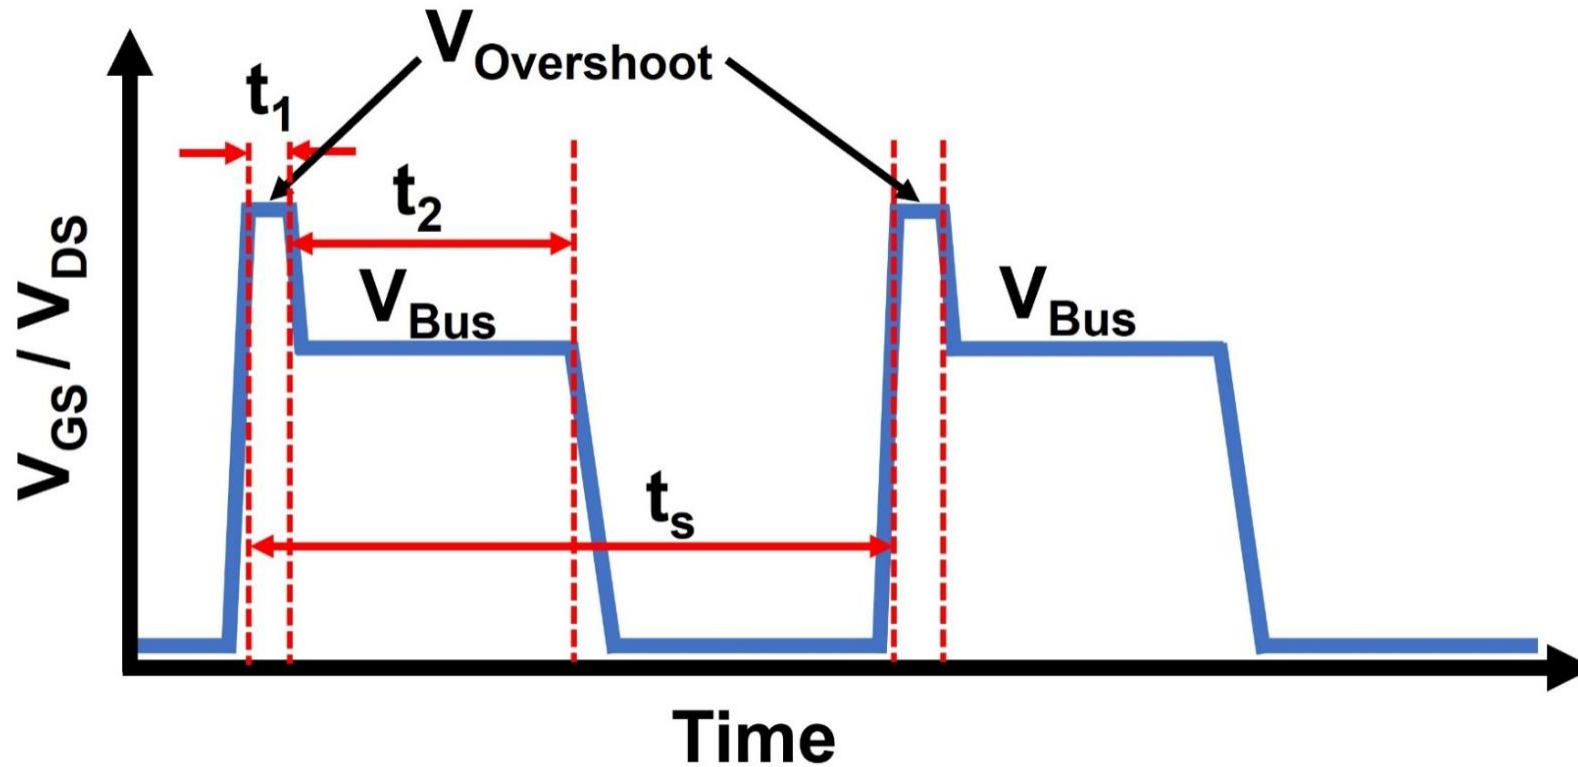 V_Overshoot
t_1
t_2
V_Bus
V_Bus
V_GS / V_DS
t_s
Time